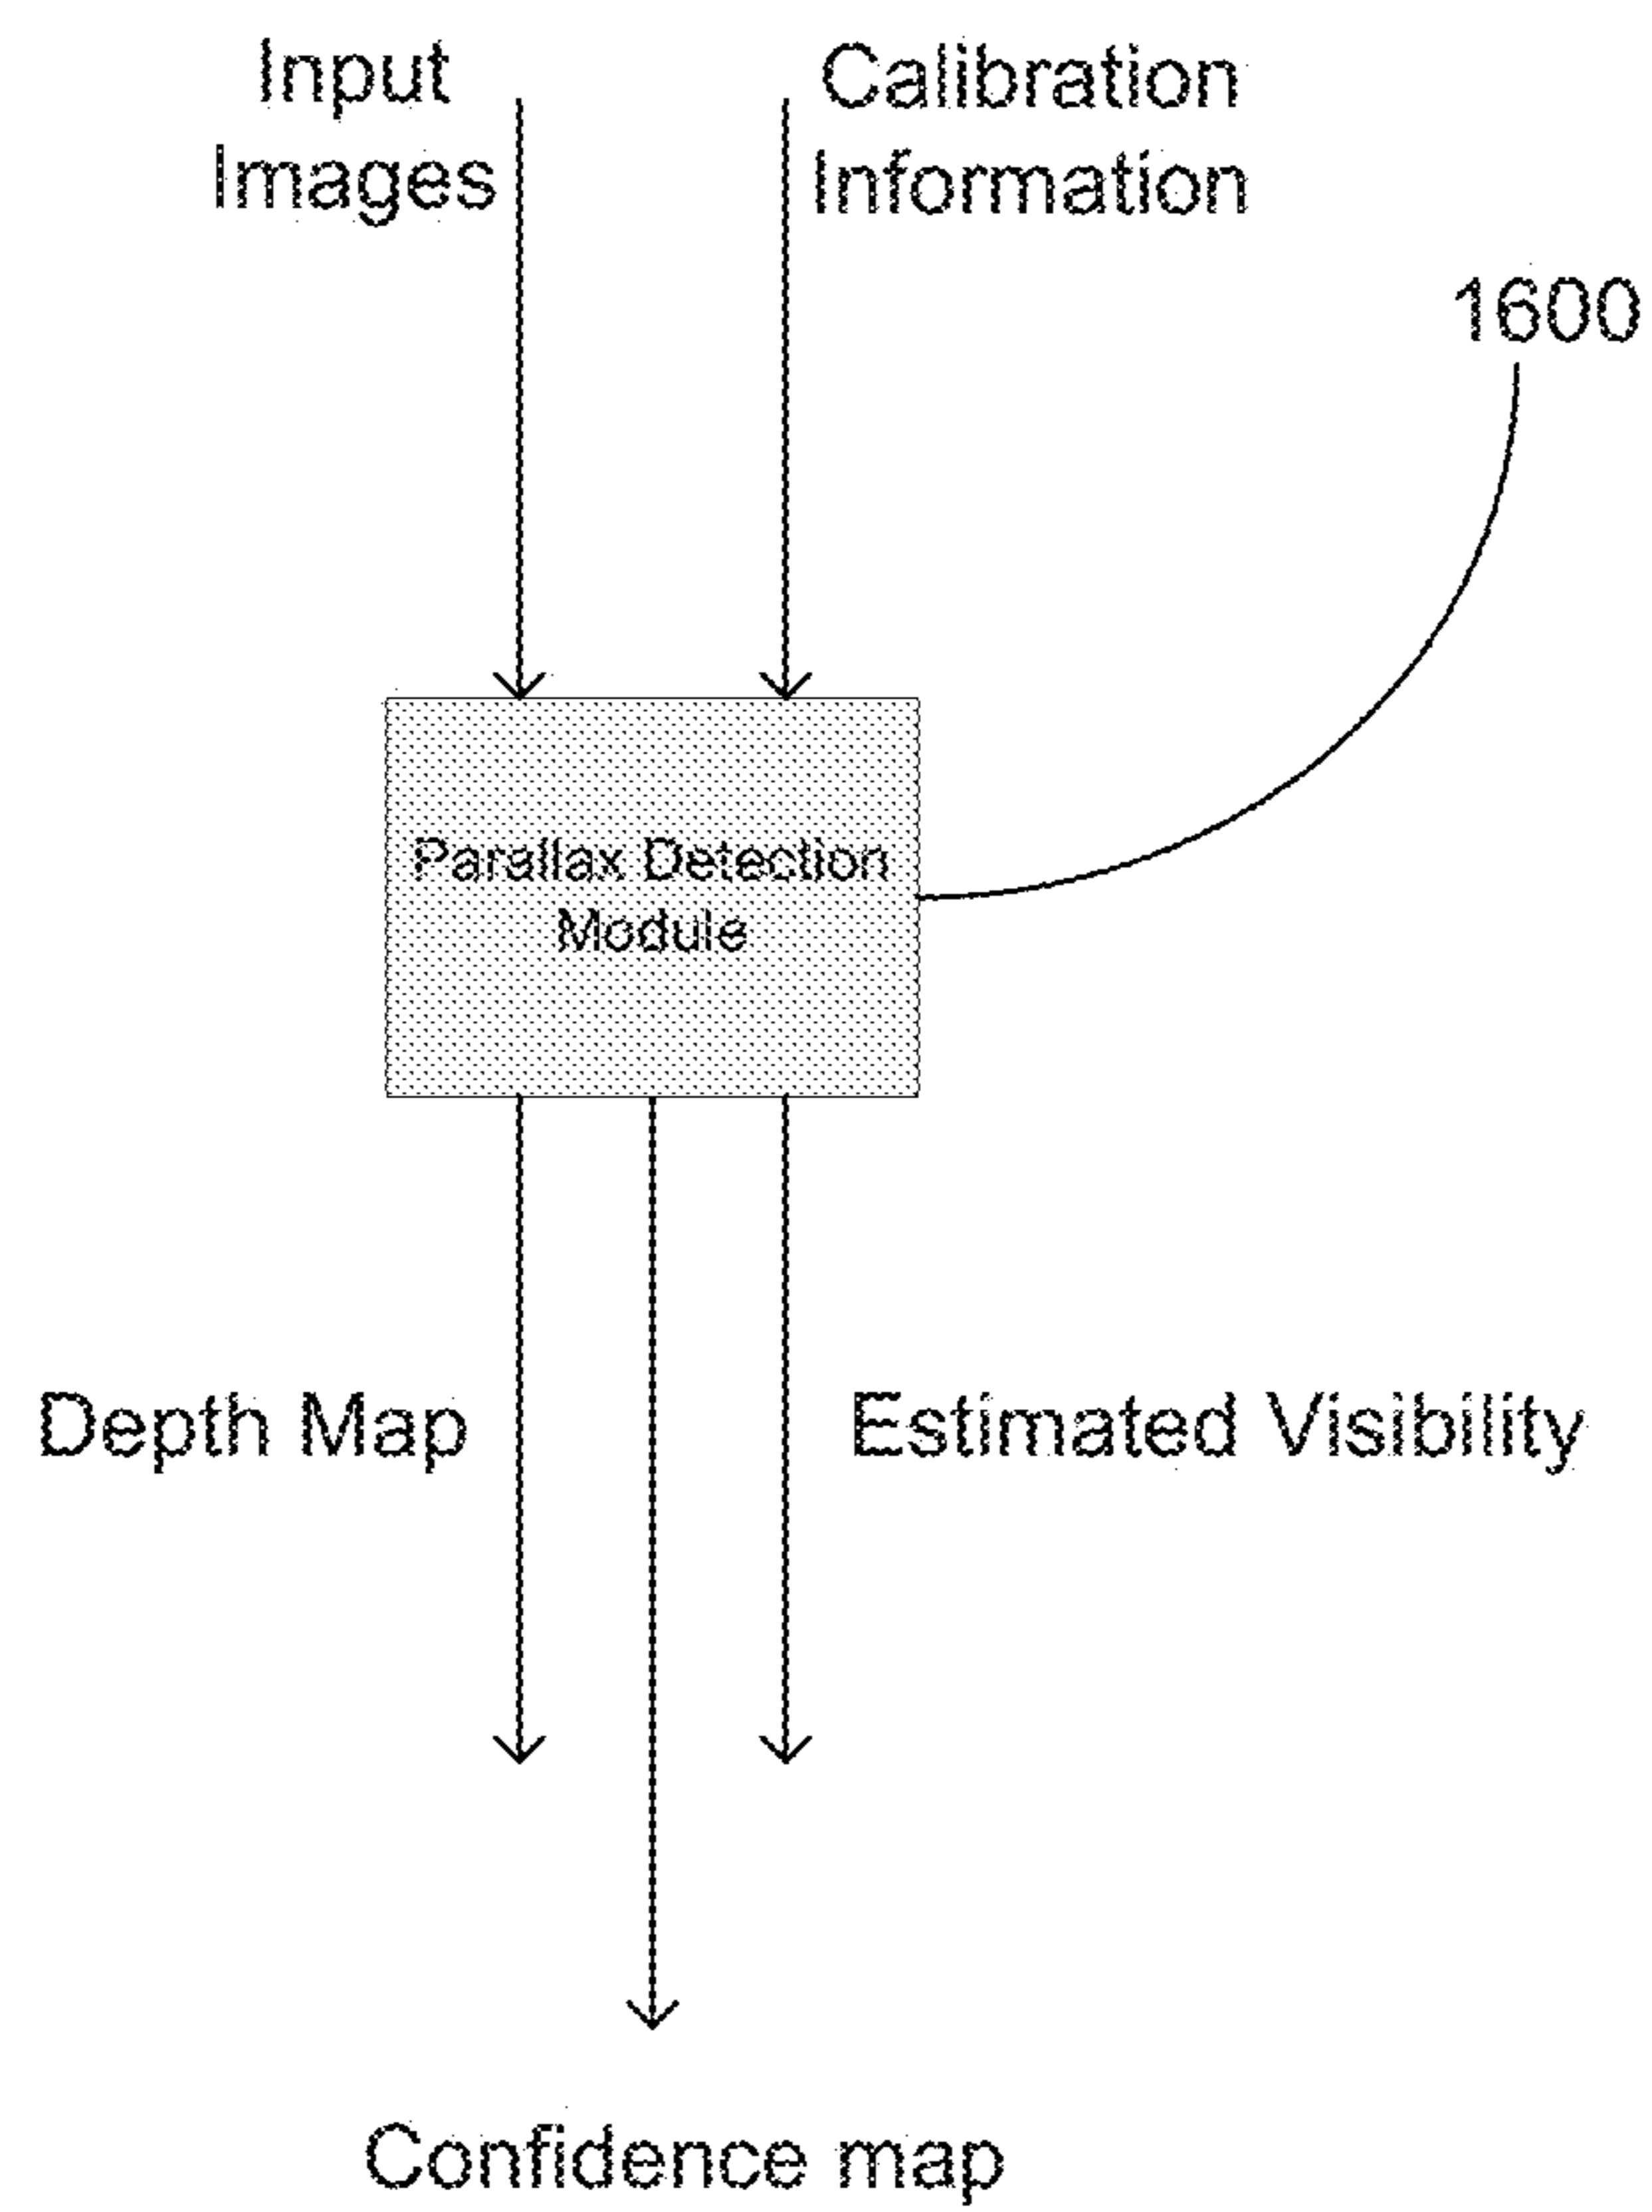 Input
Images
Calibration
Information
1600
Parallax Detection
Module
Depth Map
Estimated Visibility
Confidence map